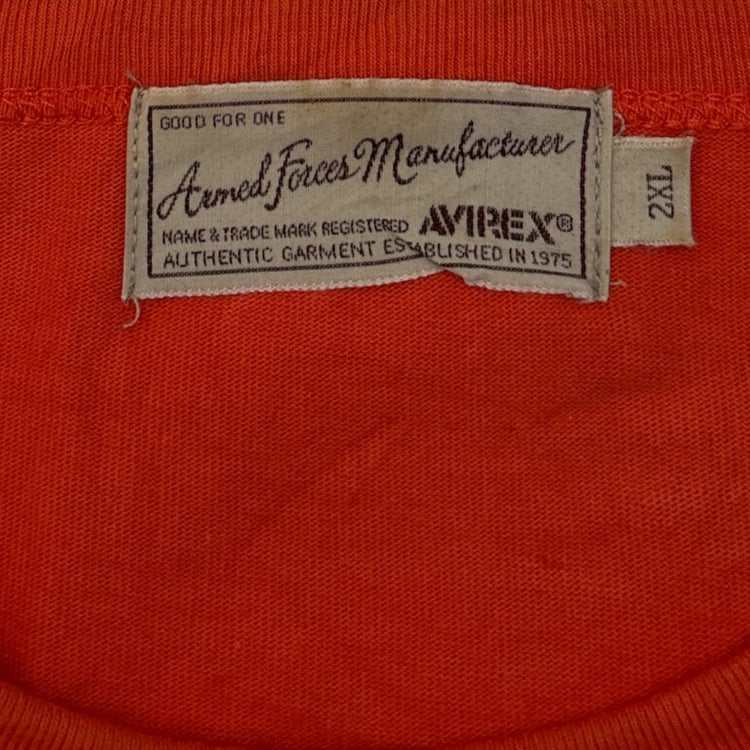 GOOD FOR ONE
Armed Forces Manufacturer
NAME & TRADE MARK REGISTERED AVIREX®
AUTHENTIC GARMENT ESTABLISHED IN 1975
2XL